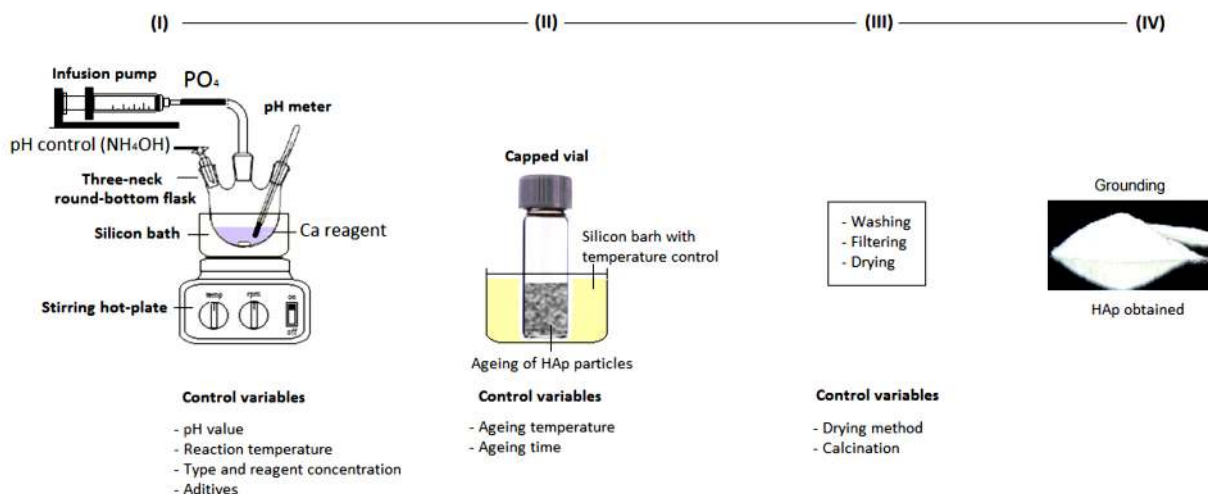 (I)
(II)
(III)
(IV)
Infusion pump
PO₄
pH meter
pH control (NH₄OH)
Three-neck
round-bottom flask
Silicon bath
Ca reagent
Stirring hot-plate
temp
rpm
on
off
Control variables
- pH value
- Reaction temperature
- Type and reagent concentration
- Aditives
Capped vial
Silicon barh with
temperature control
Ageing of HAp particles
Control variables
- Ageing temperature
- Ageing time
- Washing
- Filtering
- Drying
Control variables
- Drying method
- Calcination
Grounding
HAp obtained